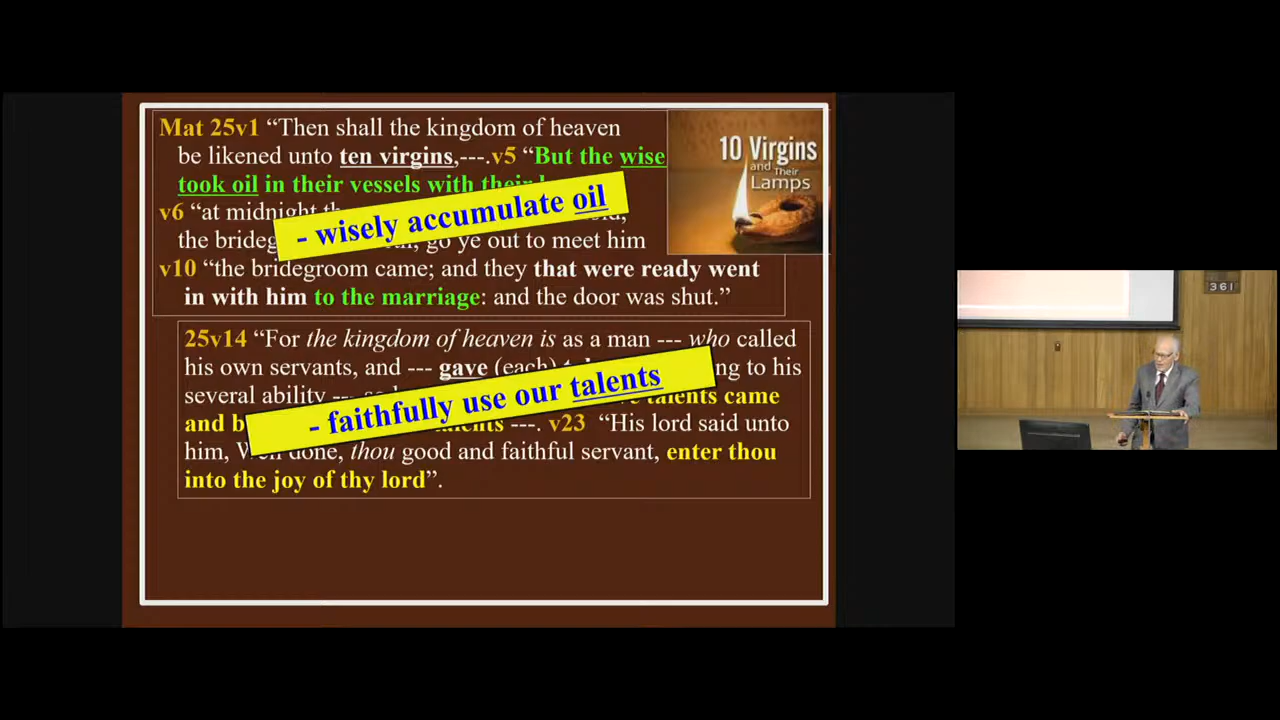 Mat 25v1 “Then shall the kingdom of heaven
be likened unto ten virgins,---.v5 “But the wise
took oil in their vessels with their
v6 “at midnight
- wisely accumulate oil
the go ye out to meet him
v10 “the bridegroom came; and they that were ready went
in with him to the marriage: and the door was shut.”
10 Virgins
and Their
Lamps
25v14 “For the kingdom of heaven is as a man --- who called
his own servants, and --- gave (each) to his
several ability talents came
- faithfully use our talents
and ---. v23 “His lord said unto
him, Well done, thou good and faithful servant, enter thou
into the joy of thy lord”.
361